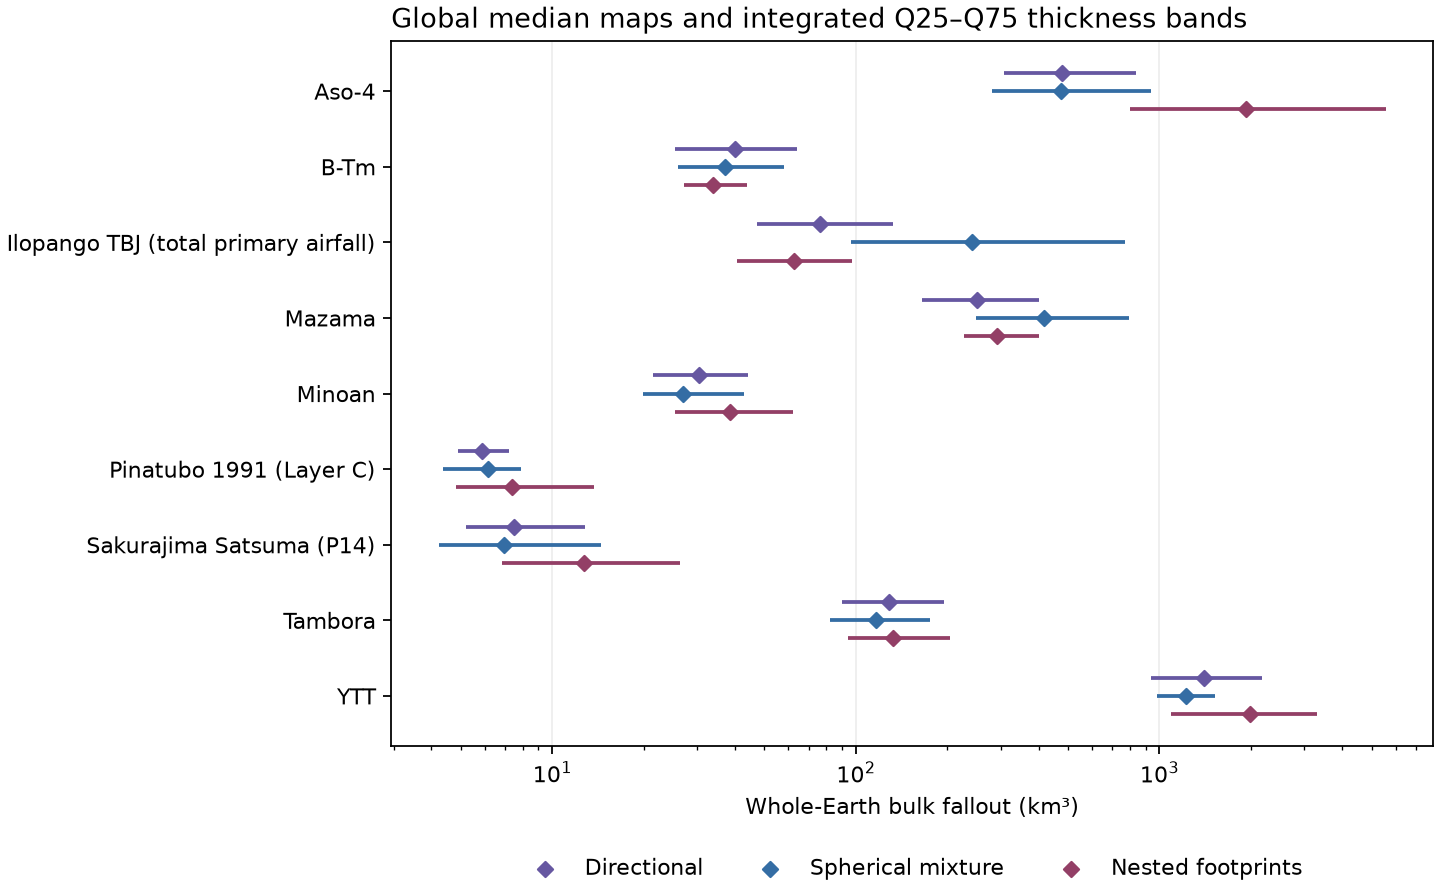 Global median maps and integrated Q25–Q75 thickness bands
Aso-4
B-Tm
Ilopango TBJ (total primary airfall)
Mazama
Minoan
Pinatubo 1991 (Layer C)
Sakurajima Satsuma (P14)
Tambora
YTT
10¹ 10² 10³
Whole-Earth bulk fallout (km³)
Directional Spherical mixture Nested footprints